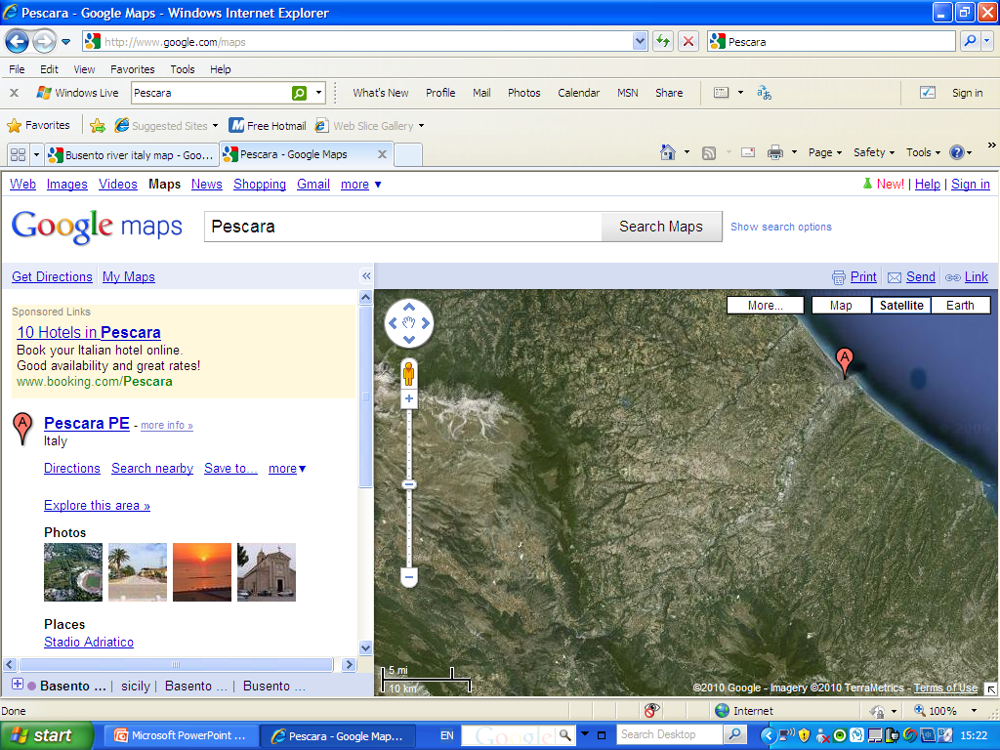 Pescara - Google Maps - Windows Internet Explorer
http://www.google.com/maps
Pescara
File Edit View Favorites Tools Help
Windows Live Pescara What's New Profile Mail Photos Calendar MSN Share Sign in
Favorites Suggested Sites Free Hotmail Web Slice Gallery
Busento river italy map - Goo... Pescara - Google Maps Page Safety Tools
Web Images Videos Maps News Shopping Gmail more New! | Help | Sign in
Google maps Pescara Search Maps Show search options
Get Directions My Maps « Print Send Link
More... Map Satellite Earth
Sponsored Links
10 Hotels in Pescara
Book your Italian hotel online.
Good availability and great rates!
www.booking.com/Pescara
A
A Pescara PE - more info »
Italy
Directions Search nearby Save to... more
Explore this area »
Photos
Places
Stadio Adriatico
5 mi
10 km
©2010 Google - Imagery ©2010 TerraMetrics - Terms of Use
Basento ... | sicily | Basento ... | Busento ...
Done Internet 100%
start Microsoft PowerPoint ... Pescara - Google Map... EN Google Search Desktop 15:22